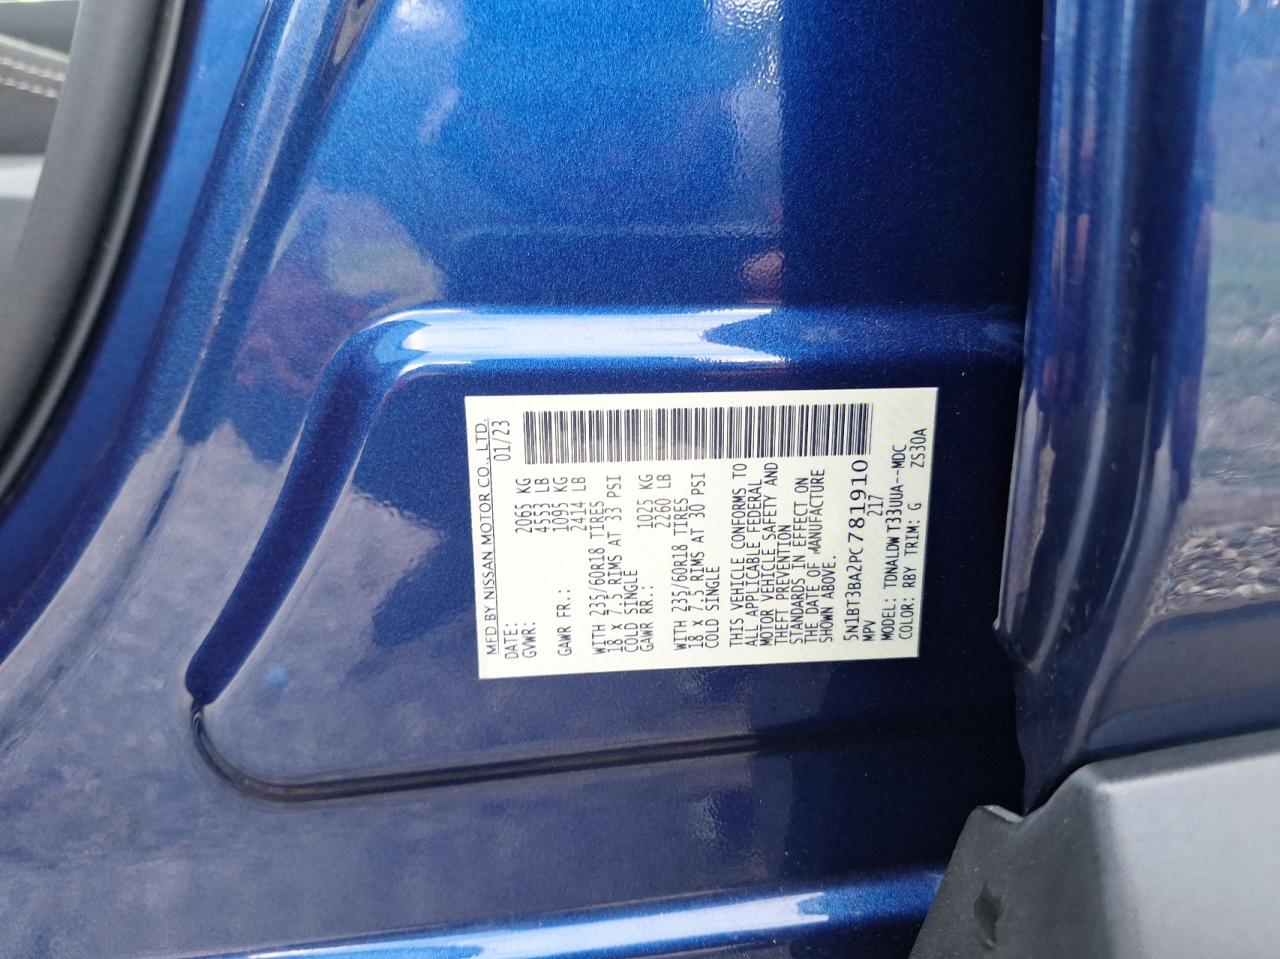 MFD BY NISSAN MOTOR CO., LTD.
DATE: 01/23
GVWR: 2065 KG
4553 LB
GAWR FR.: 1095 KG
2414 LB
WITH 235/60R18 TIRES
18 X 7.5 RIMS AT 33 PSI
COLD SINGLE
GAWR RR.: 1025 KG
2260 LB
WITH 235/60R18 TIRES
18 X 7.5 RIMS AT 30 PSI
COLD SINGLE
THIS VEHICLE CONFORMS TO
ALL APPLICABLE FEDERAL
MOTOR VEHICLE SAFETY AND
THEFT PREVENTION
STANDARDS IN EFFECT ON
THE DATE OF MANUFACTURE
SHOWN ABOVE.
5N1BT3BA2PC781910
MPV 217
MODEL: TDNALDWT33UUA--MDC
COLOR: RBY TRIM: G ZS30A